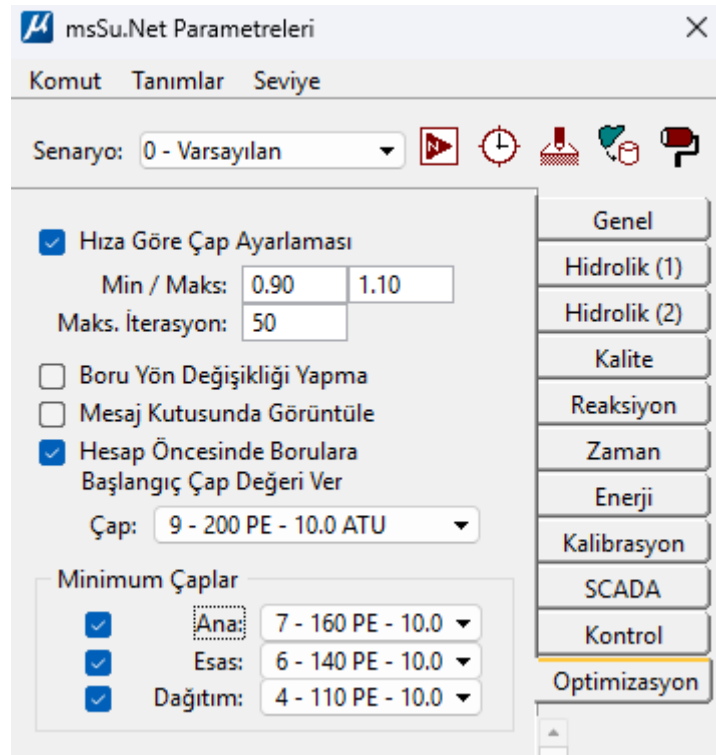 msSu.Net Parametreleri
Komut Tanımlar Seviye
Senaryo: 0 - Varsayılan
Hıza Göre Çap Ayarlaması
Min / Maks: 0.90 1.10
Maks. İterasyon: 50
Boru Yön Değişikliği Yapma
Mesaj Kutusunda Görüntüle
Hesap Öncesinde Borulara
Başlangıç Çap Değeri Ver
Çap: 9 - 200 PE - 10.0 ATU
Minimum Çaplar
Ana: 7 - 160 PE - 10.0
Esas: 6 - 140 PE - 10.0
Dağıtım: 4 - 110 PE - 10.0
Genel
Hidrolik (1)
Hidrolik (2)
Kalite
Reaksiyon
Zaman
Enerji
Kalibrasyon
SCADA
Kontrol
Optimizasyon